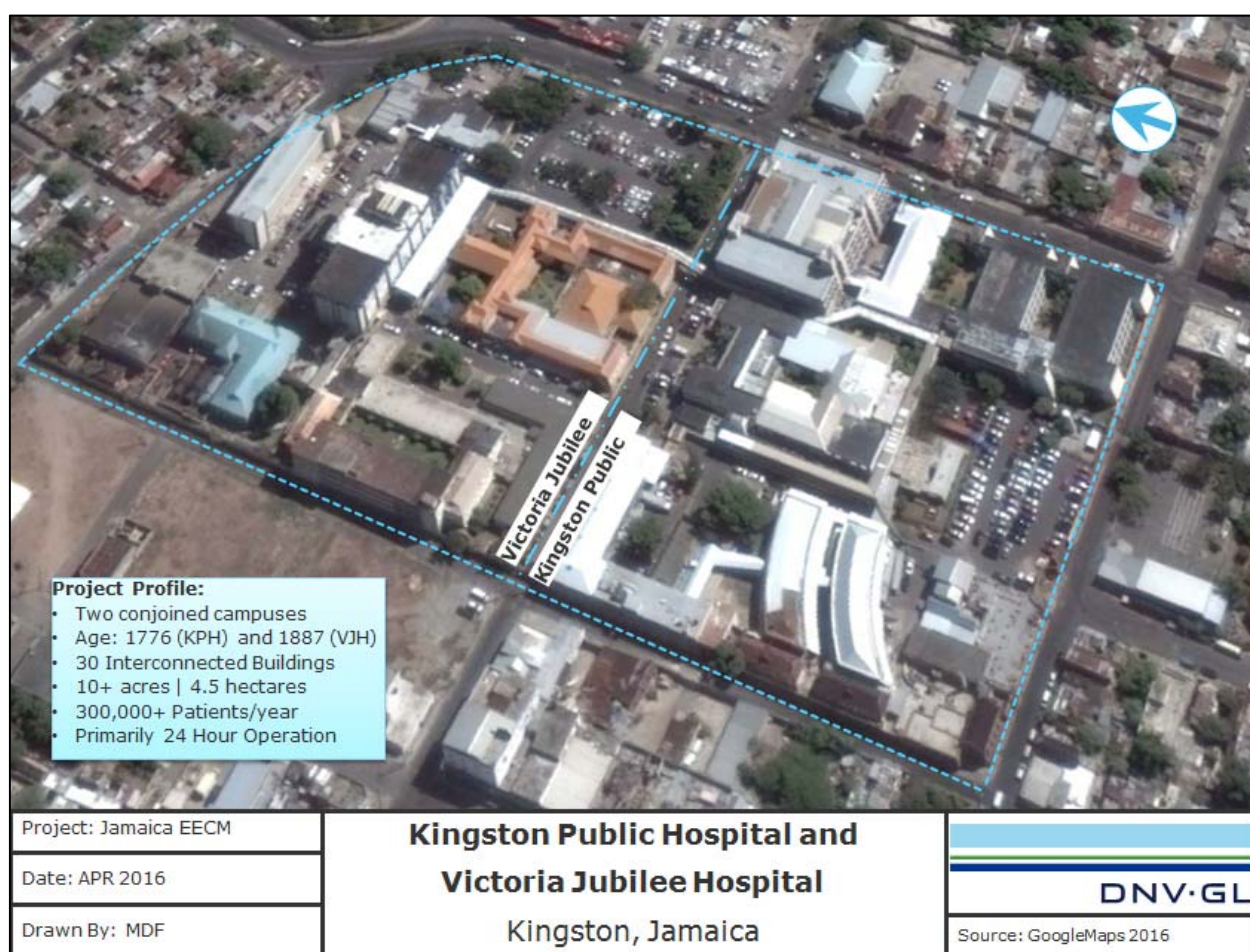 Victoria Jubilee
Kingston Public
Project Profile:
• Two conjoined campuses
• Age: 1776 (KPH) and 1887 (VJH)
• 30 Interconnected Buildings
• 10+ acres | 4.5 hectares
• 300,000+ Patients/year
• Primarily 24 Hour Operation
Project: Jamaica EECM
Date: APR 2016
Drawn By: MDF
Kingston Public Hospital and
Victoria Jubilee Hospital
Kingston, Jamaica
DNV·GL
Source: GoogleMaps 2016